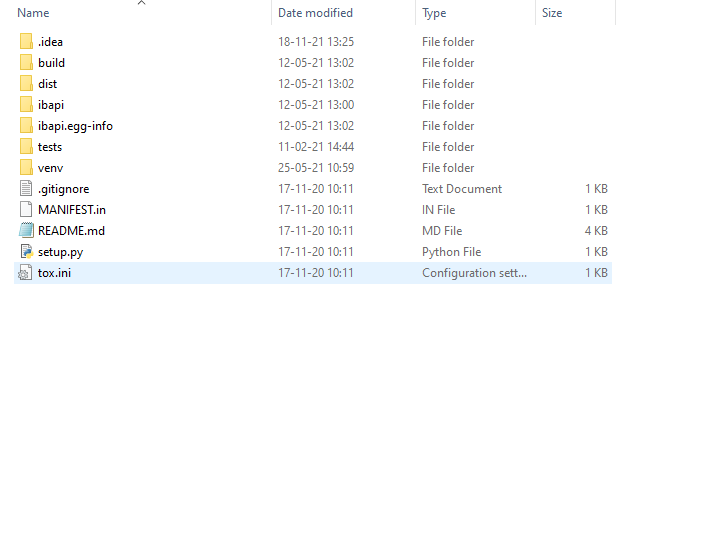 Name Date modified Type Size
.idea 18-11-21 13:25 File folder
build 12-05-21 13:02 File folder
dist 12-05-21 13:02 File folder
ibapi 12-05-21 13:00 File folder
ibapi.egg-info 12-05-21 13:02 File folder
tests 11-02-21 14:44 File folder
venv 25-05-21 10:59 File folder
.gitignore 17-11-20 10:11 Text Document 1 KB
MANIFEST.in 17-11-20 10:11 IN File 1 KB
README.md 17-11-20 10:11 MD File 4 KB
setup.py 17-11-20 10:11 Python File 1 KB
tox.ini 17-11-20 10:11 Configuration sett... 1 KB